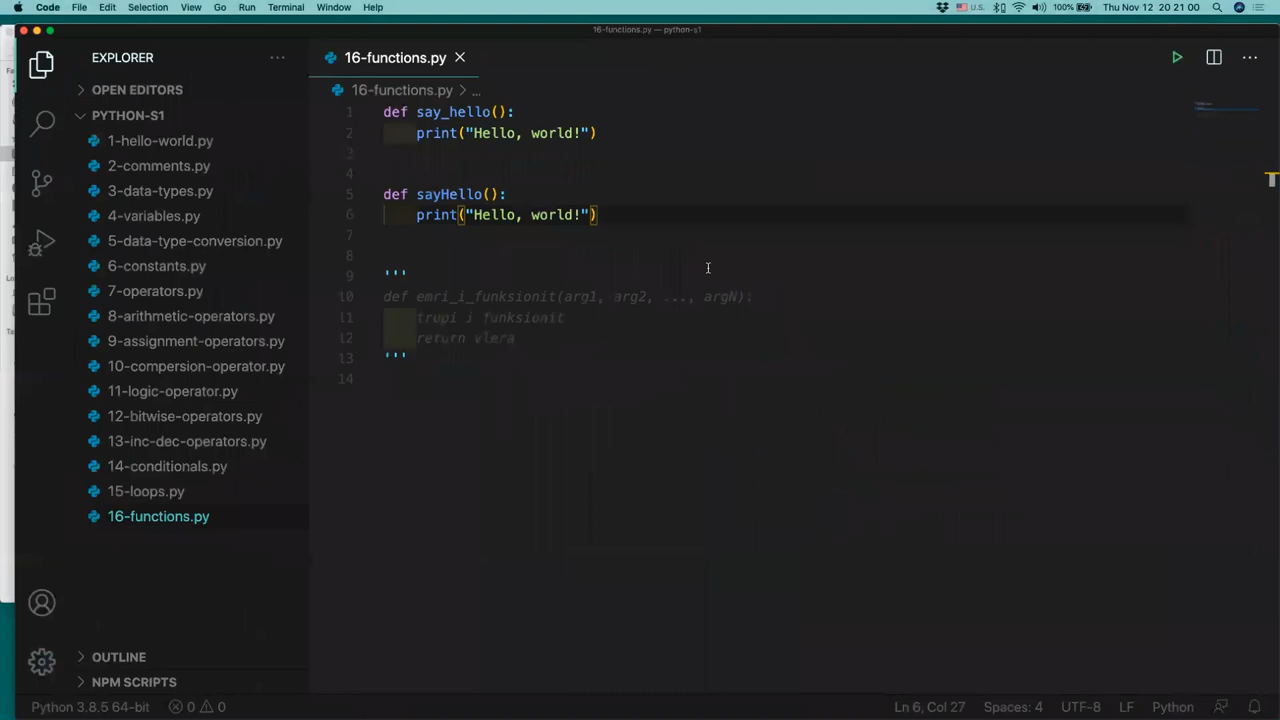 Code File Edit Selection View Go Run Terminal Window Help U.S. 100% Thu Nov 12 20 21 00
16-functions.py — python-s1
EXPLORER ···
16-functions.py
OPEN EDITORS
16-functions.py > ...
PYTHON-S1
1-hello-world.py
2-comments.py
3-data-types.py
4-variables.py
5-data-type-conversion.py
6-constants.py
7-operators.py
8-arithmetic-operators.py
9-assignment-operators.py
10-compersion-operator.py
11-logic-operator.py
12-bitwise-operators.py
13-inc-dec-operators.py
14-conditionals.py
15-loops.py
16-functions.py
OUTLINE
NPM SCRIPTS
1 def say_hello():
2 print("Hello, world!")
3
4
5 def sayHello():
6 print("Hello, world!")
7
8
9 '''
10 def emri_i_funksionit(arg1, arg2, ..., argN):
11 trupi i funksionit
12 return vlera
13 '''
14
Python 3.8.5 64-bit 0 0 Ln 6, Col 27 Spaces: 4 UTF-8 LF Python